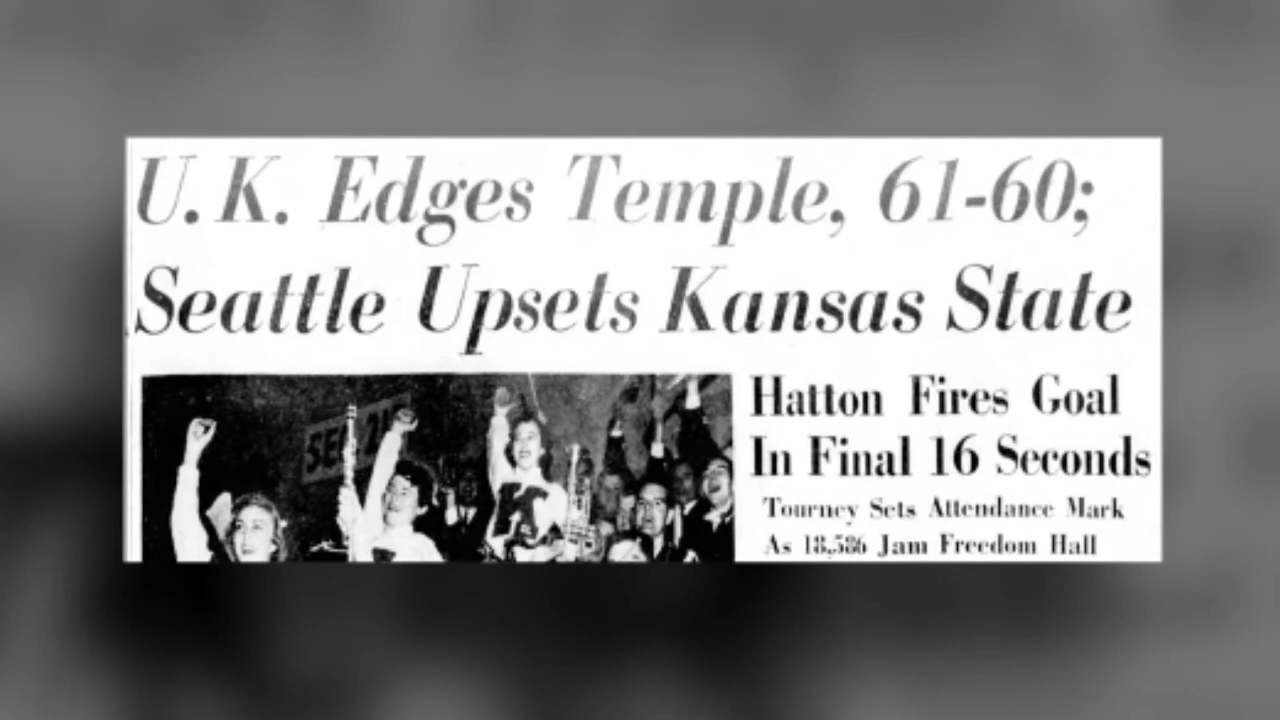 U.K. Edges Temple, 61-60;
Seattle Upsets Kansas State
Hatton Fires Goal
In Final 16 Seconds
Tourney Sets Attendance Mark
As 18,586 Jam Freedom Hall
K